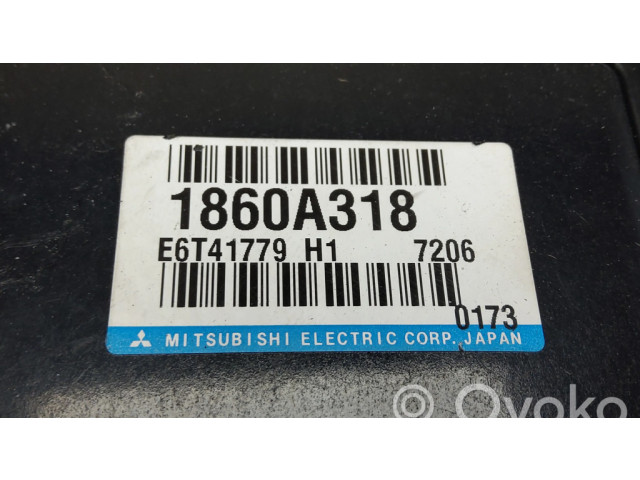 1860A318
E6T41779 H1 7206
0173
MITSUBISHI ELECTRIC CORP. JAPAN
Ovoko